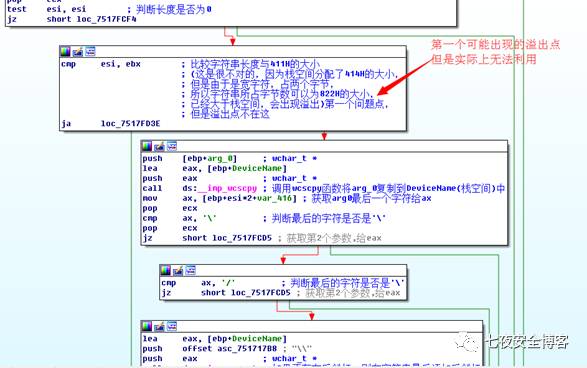 test    esi, esi    ; 判断长度是否为0
jz      short loc_7517FCF4
第一个可能出现的溢出点
但是实际上无法利用
cmp     esi, ebx    ; 比较字符串长度与411H的大小
; (这是很不对的，因为栈空间分配了414H的大小，
; 但是由于是宽字符，占两个字节，
; 所以字符串所占字节数可以为822H的大小，
; 已经大于栈空间，会出现溢出)第一个问题点，
; 但是溢出点不在这
ja      loc_7517FD3E
push    [ebp+arg_0]    ; wchar_t *
lea     eax, [ebp+DeviceName]
push    eax    ; wchar_t *
call    ds:__imp_wcscpy ; 调用wcscpy函数将arg_0复制到DeviceName(栈空间)中
mov     ax, [ebp+esi*2+var_416] ; 获取arg0最后一个字符给ax
pop     ecx
cmp     ax, '\'    ; 判断最后的字符是否是'\'
pop     ecx
jz      short loc_7517FCD5 ; 获取第2个参数,给eax
cmp     ax, '/'    ; 判断最后的字符是否是'\'
jz      short loc_7517FCD5 ; 获取第2个参数,给eax
lea     eax, [ebp+DeviceName]
push    offset asc_751717B8 ; "\\"
push    eax    ; wchar_t *
七夜安全博客